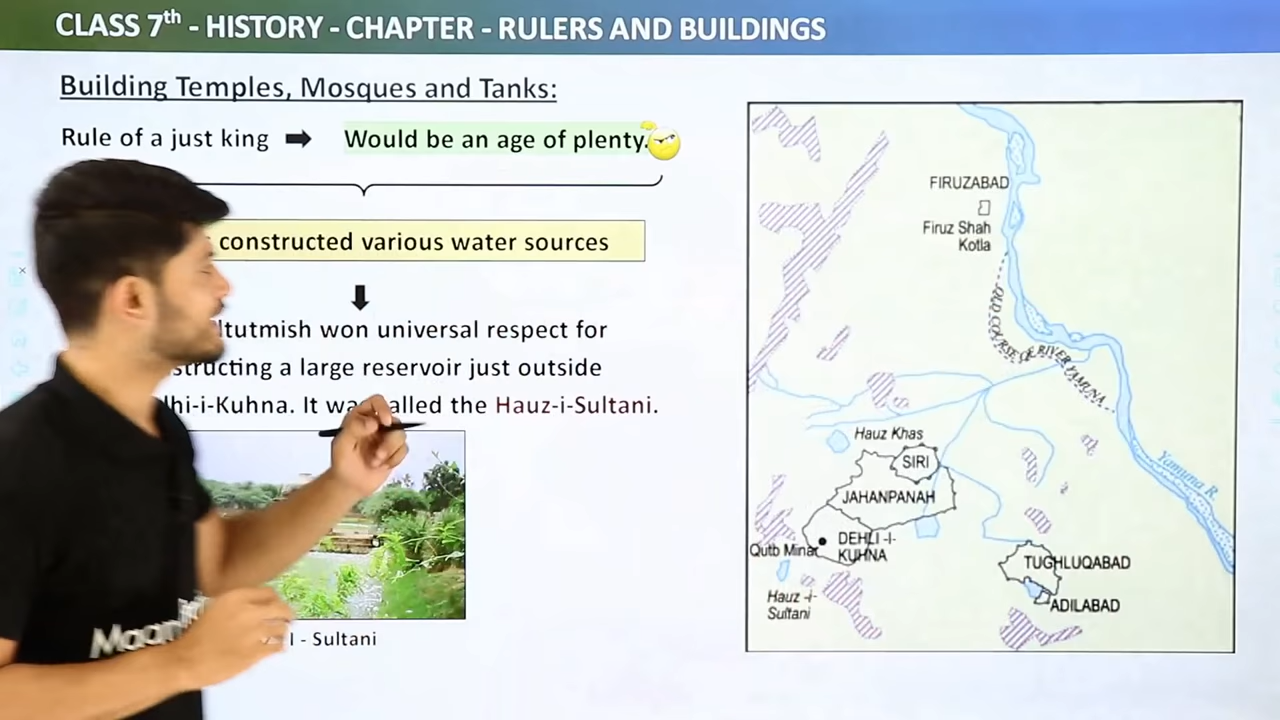 CLASS 7th - HISTORY - CHAPTER - RULERS AND BUILDINGS
Building Temples, Mosques and Tanks:
Rule of a just king ➡ Would be an age of plenty.
constructed various water sources
ltutmish won universal respect for
structing a large reservoir just outside
hi-i-Kuhna. It was called the Hauz-i-Sultani.
I - Sultani
FIRUZABAD
Firuz Shah
Kotla
OLD COURSE OF RIVER YAMUNA
Hauz Khas
SIRI
JAHANPANAH
Yamuna R.
Qutb Minar
DEHLI -I-
KUHNA
Hauz -i-
Sultani
TUGHLUQABAD
ADILABAD